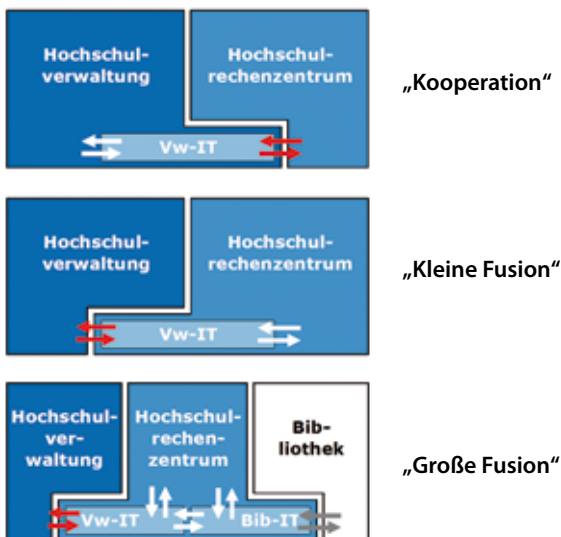 Hochschul-
verwaltung
Hochschul-
rechenzentrum
Vw-IT
„Kooperation“
Hochschul-
verwaltung
Hochschul-
rechenzentrum
Vw-IT
„Kleine Fusion“
Hochschul-
ver-
waltung
Hochschul-
rechen-
zentrum
Bib-
liothek
Vw-IT
Bib-IT
„Große Fusion“